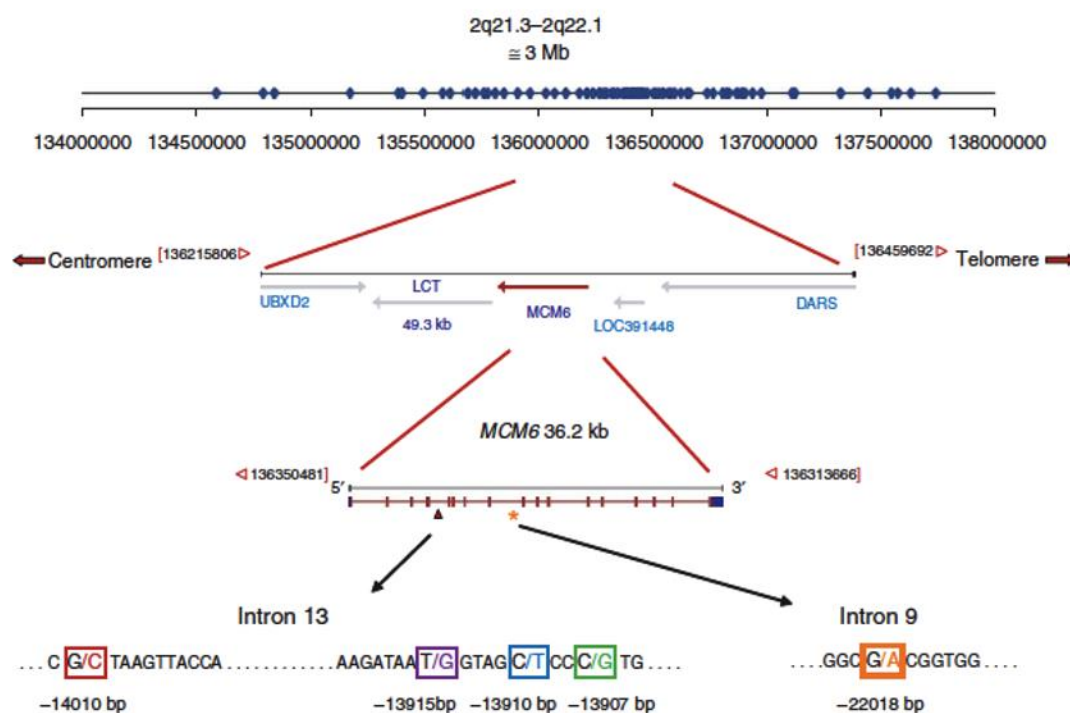 2q21.3–2q22.1
≅ 3 Mb
134000000 134500000 135000000 135500000 136000000 136500000 137000000 137500000 138000000
Centromere [136215806 [136459692 Telomere
UBXD2 LCT MCM6 LOC391448 DARS
49.3 kb
MCM6 36.2 kb
136350481] 136313666]
5′ 3′
*
Intron 13 Intron 9
.... C G/C TAAGTTACCA ............. AAGATAA T/G GTAG C/T CC C/G TG .... ....GGC G/A CGGTGG ....
−14010 bp −13915bp −13910 bp −13907 bp −22018 bp